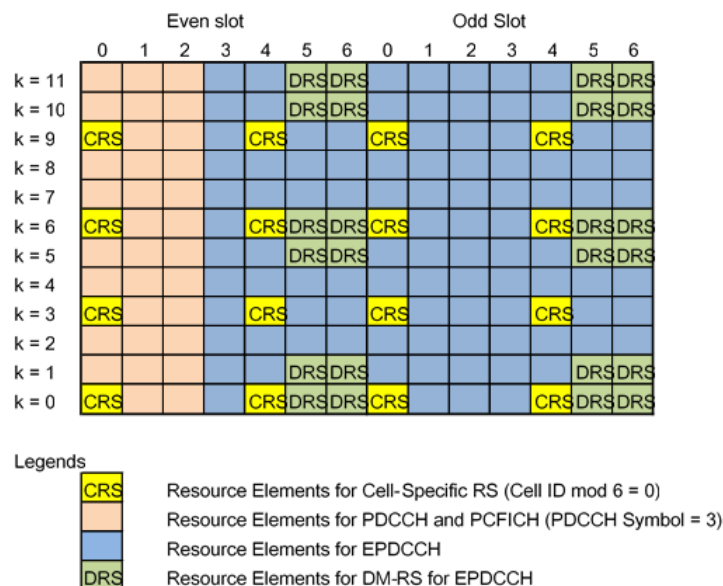 Even slot Odd Slot
0 1 2 3 4 5 6 0 1 2 3 4 5 6
k = 11 DRS DRS DRS DRS
k = 10 DRS DRS DRS DRS
k = 9 CRS CRS CRS CRS
k = 8
k = 7
k = 6 CRS CRS DRS DRS CRS CRS DRS DRS
k = 5 DRS DRS DRS DRS
k = 4
k = 3 CRS CRS CRS CRS
k = 2
k = 1 DRS DRS DRS DRS
k = 0 CRS CRS DRS DRS CRS CRS DRS DRS
Legends
CRS Resource Elements for Cell-Specific RS (Cell ID mod 6 = 0)
Resource Elements for PDCCH and PCFICH (PDCCH Symbol = 3)
Resource Elements for EPDCCH
DRS Resource Elements for DM-RS for EPDCCH